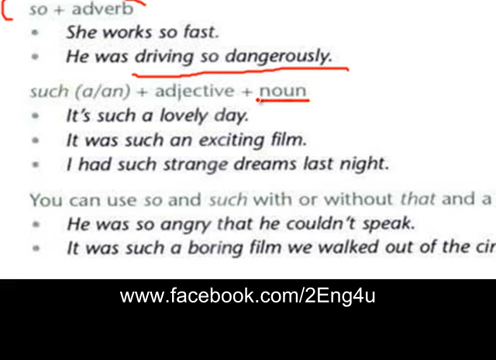 so + adverb
• She works so fast.
• He was driving so dangerously.
such (a/an) + adjective + noun
• It's such a lovely day.
• It was such an exciting film.
• I had such strange dreams last night.
You can use so and such with or without that and a
• He was so angry that he couldn't speak.
• It was such a boring film we walked out of the
www.facebook.com/2Eng4u